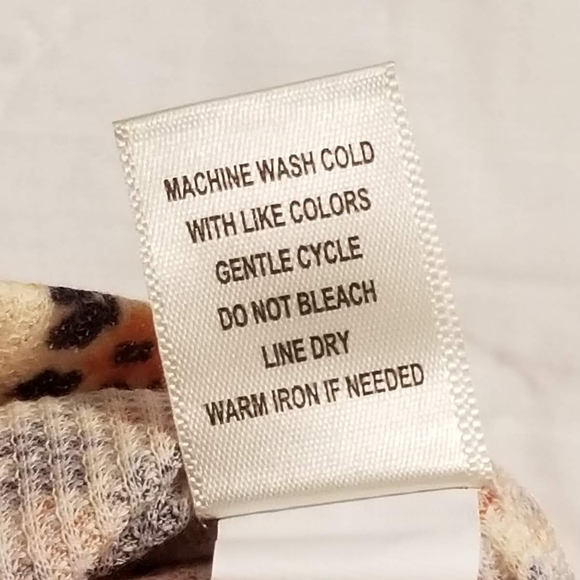 MACHINE WASH COLD
WITH LIKE COLORS
GENTLE CYCLE
DO NOT BLEACH
LINE DRY
WARM IRON IF NEEDED